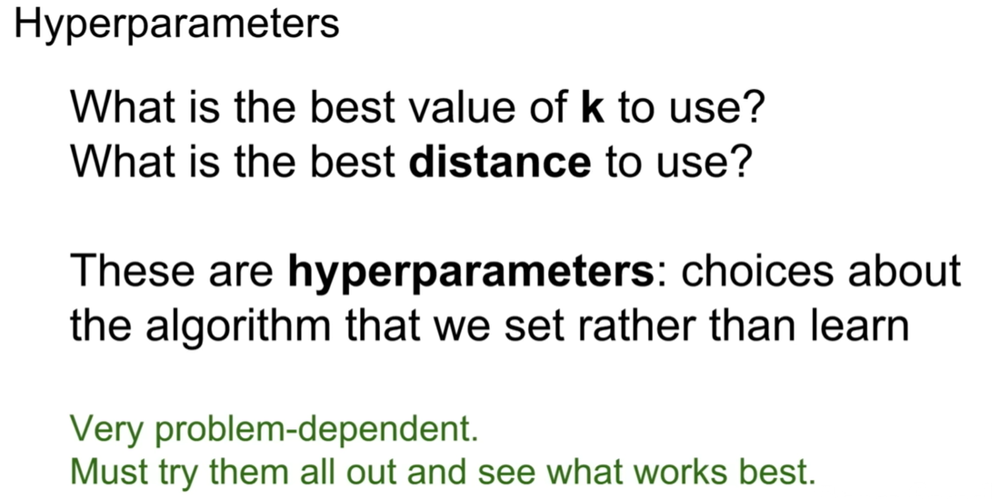 Hyperparameters
What is the best value of k to use?
What is the best distance to use?
These are hyperparameters: choices about
the algorithm that we set rather than learn
Very problem-dependent.
Must try them all out and see what works best.